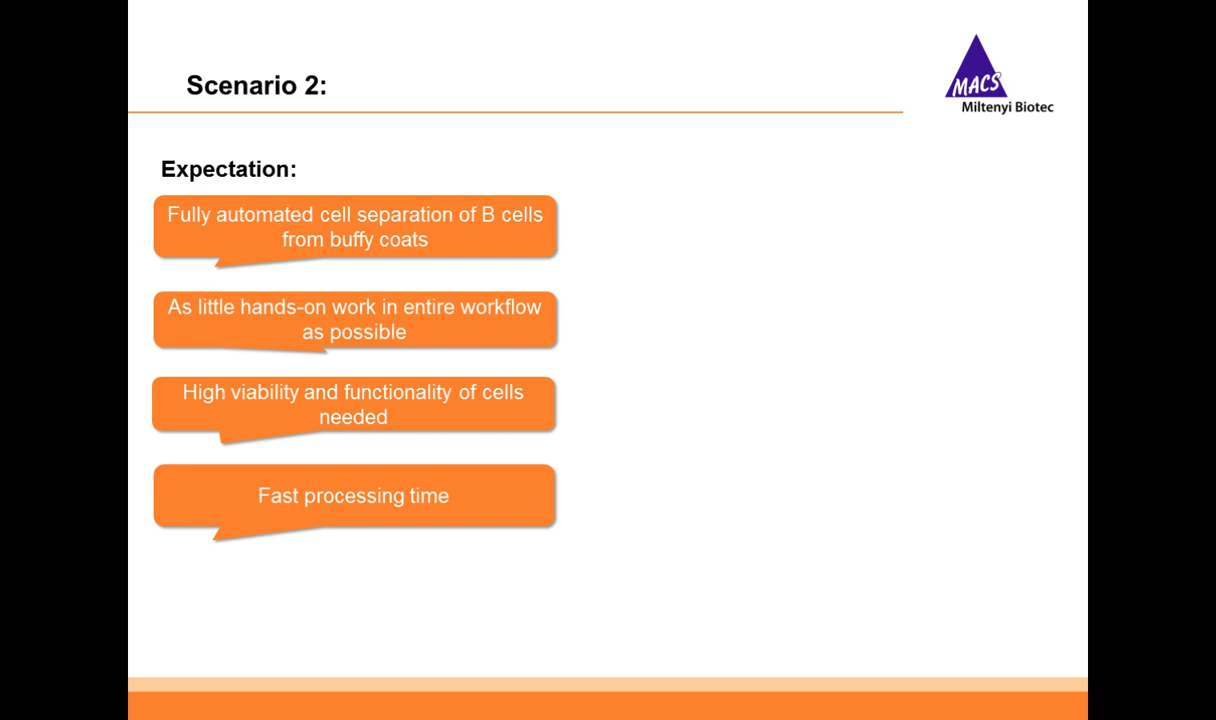 Scenario 2:
MACS
Miltenyi Biotec
Expectation:
Fully automated cell separation of B cells
from buffy coats
As little hands-on work in entire workflow
as possible
High viability and functionality of cells
needed
Fast processing time